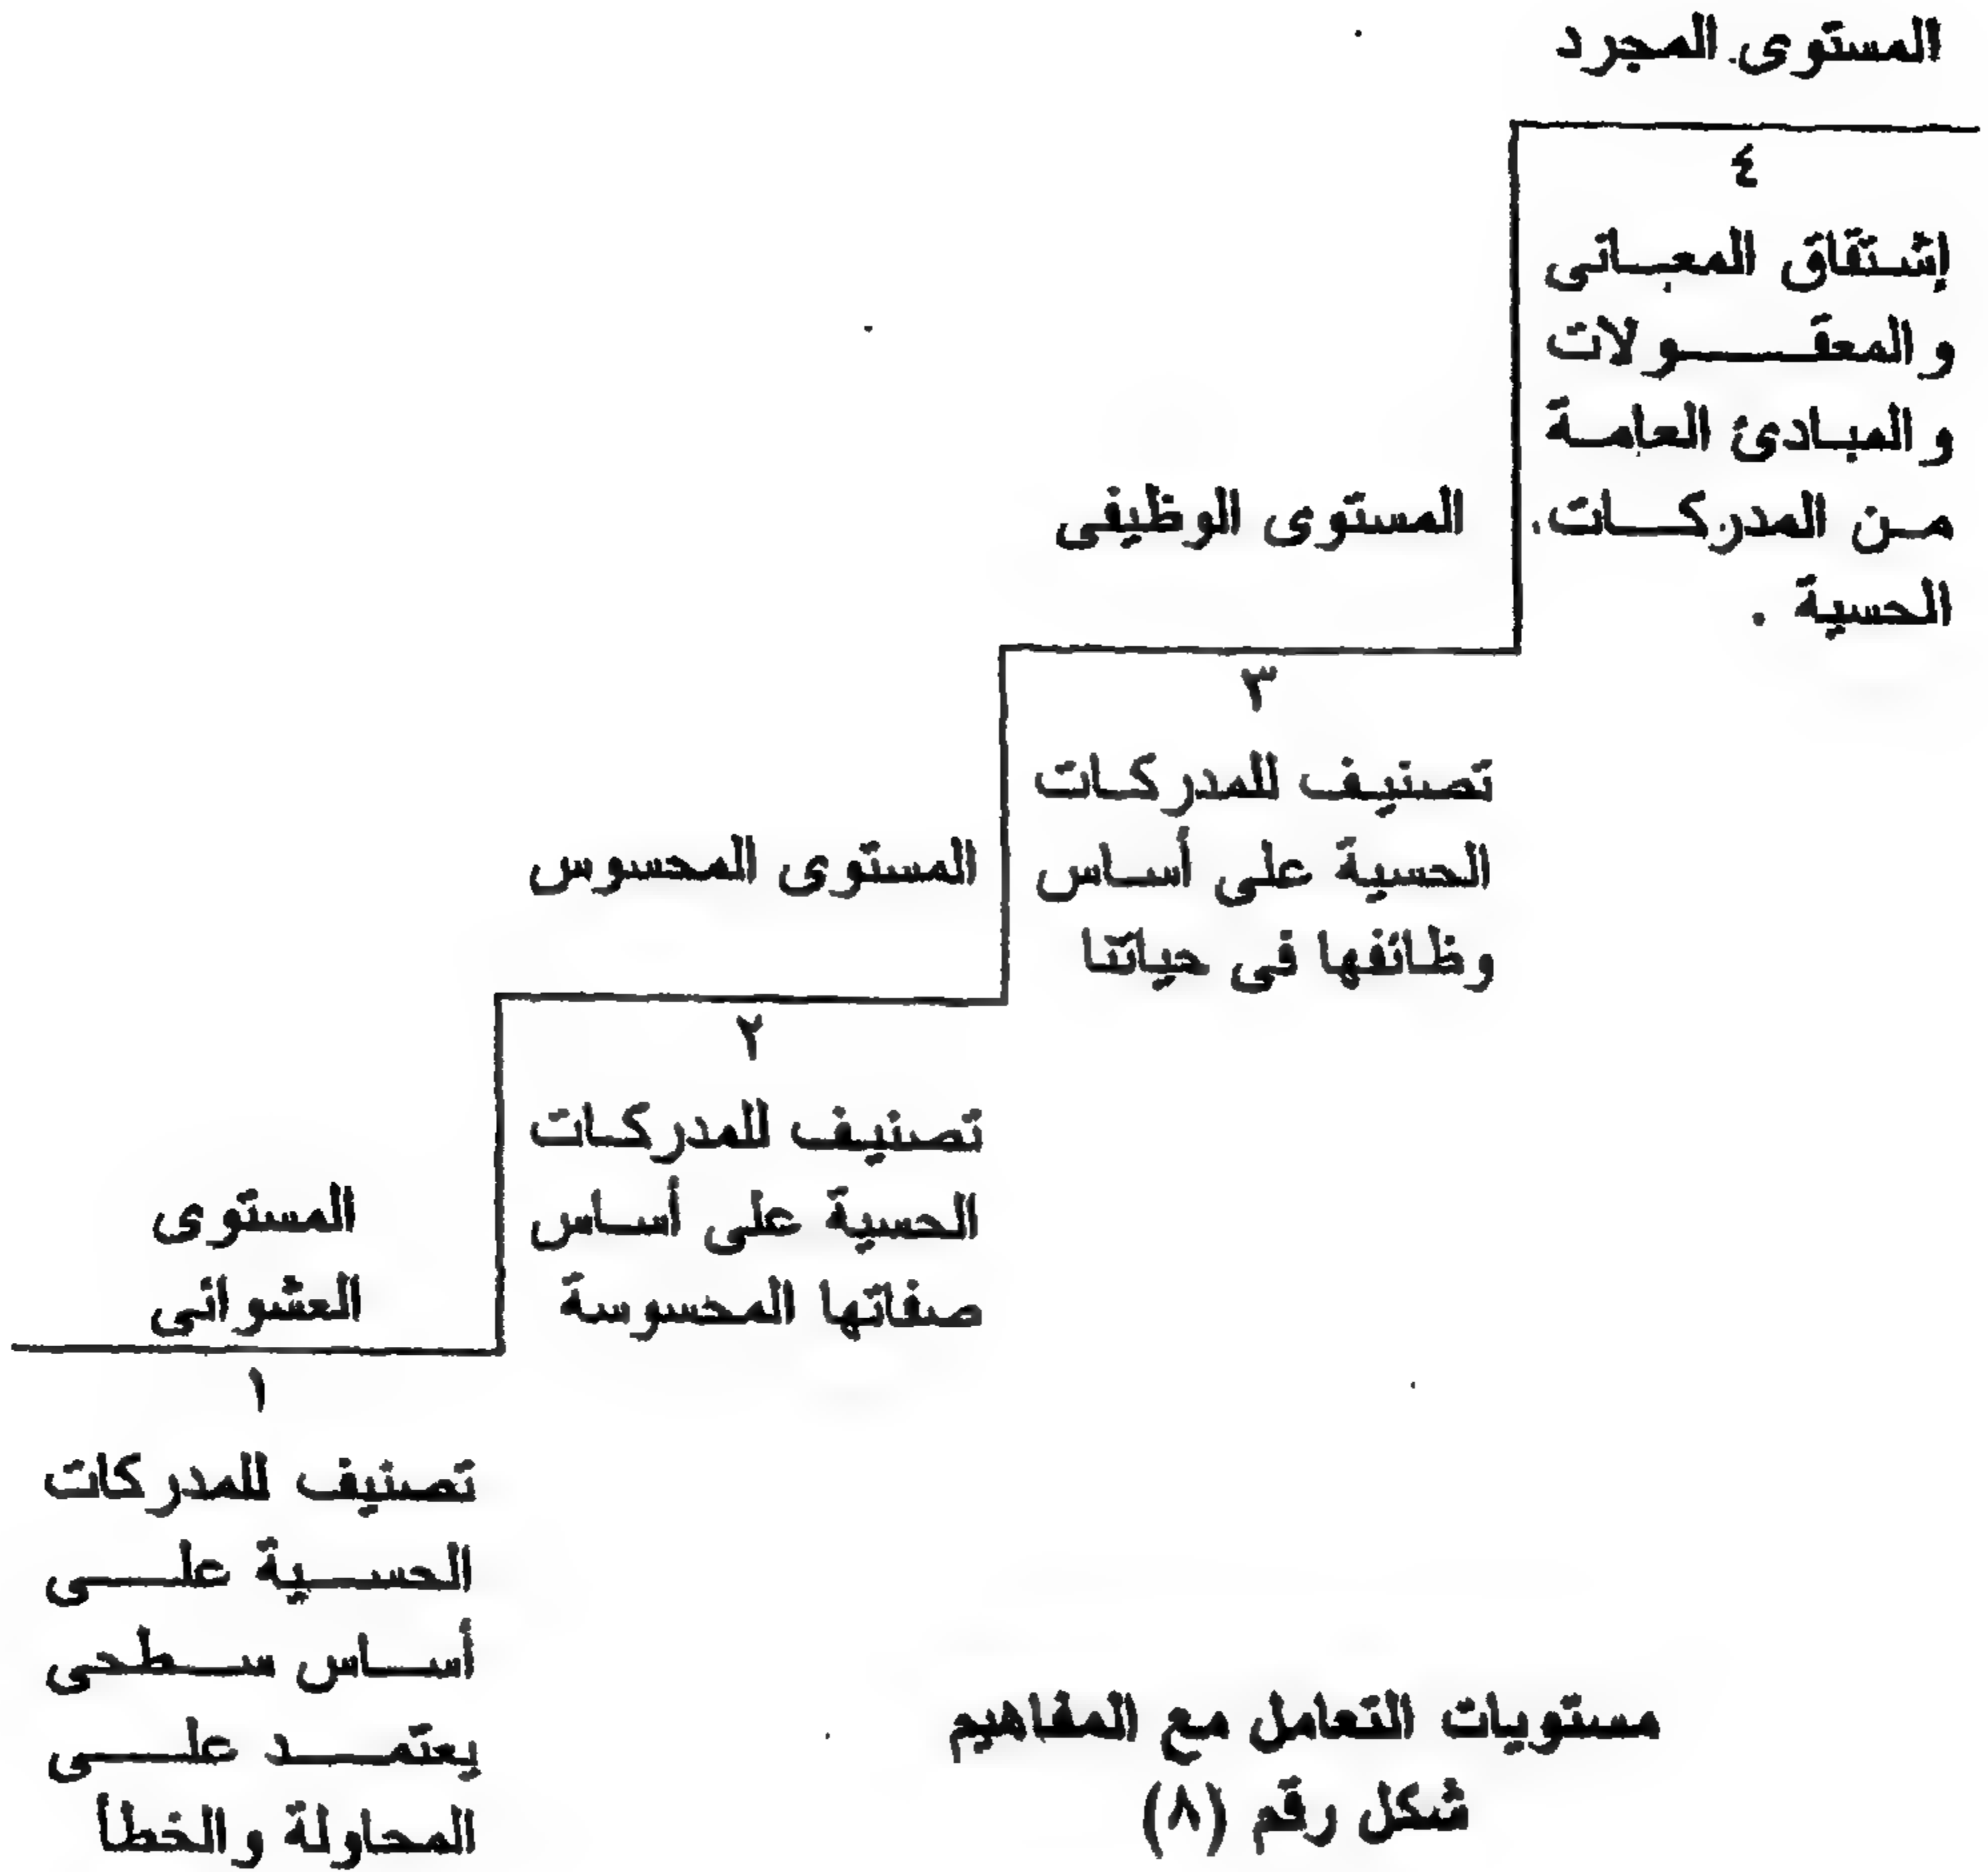 المستوى المجرد
٤
إشتقاق المعانى
والمعقولات
والمبادئ العامة
من المدركات
الحسية .
المستوى الوظيفى
٣
تصنيف للمدركات
الحسية على أساس
وظائفها فى حياتنا
المستوى المحسوس
٢
تصنيف للمدركات
الحسية على أساس
صفاتها المحسوسة
المستوى
العشوائى
١
تصنيف للمدركات
الحسية على
أساس سطحى
يعتمد على
المحاولة والخطأ
مستويات التعامل مع المفاهيم
شكل رقم (٨)